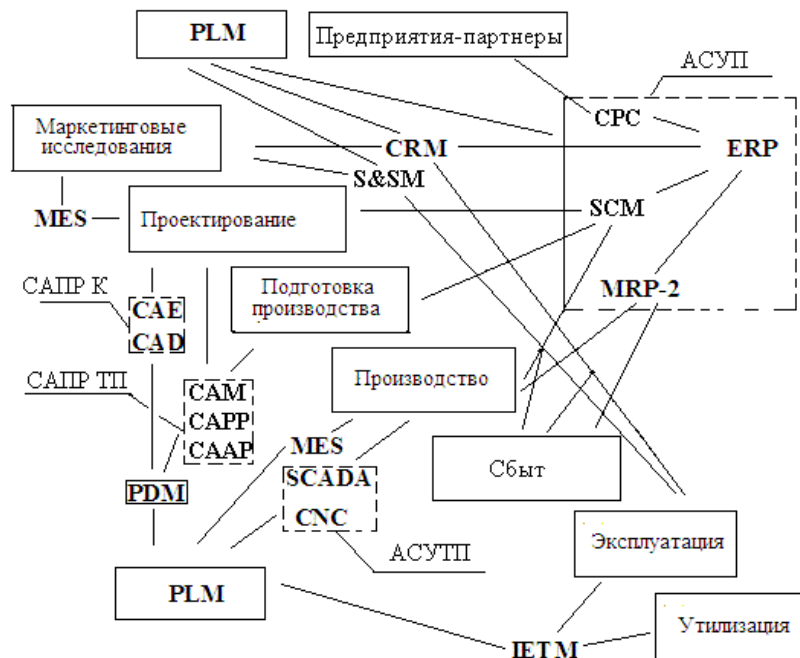 PLM
Предприятия-партнеры
АСУП
CPC
Маркетинговые
исследования
CRM
ERP
S&SM
MES
Проектирование
SCM
САПР К
CAE
CAD
Подготовка
производства
MRP-2
САПР ТП
CAM
CAPP
CAAP
Производство
MES
SCADA
CNC
Сбыт
PDM
АСУТП
Эксплуатация
PLM
IETM
Утилизация